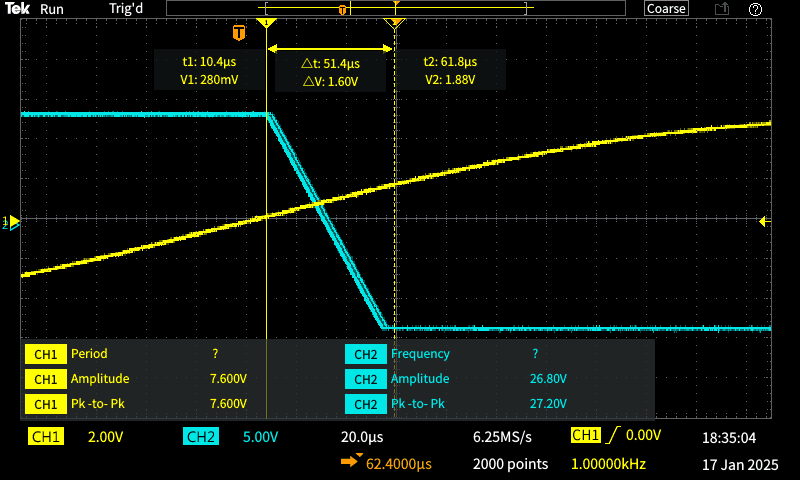 Tek Run Trig'd T Coarse
T 1
t1: 10.4µs △t: 51.4µs t2: 61.8µs
V1: 280mV △V: 1.60V V2: 1.88V
1
2
CH1 Period ? CH2 Frequency ?
CH1 Amplitude 7.600V CH2 Amplitude 26.80V
CH1 Pk -to- Pk 7.600V CH2 Pk -to- Pk 27.20V
CH1 2.00V CH2 5.00V 20.0µs 6.25MS/s CH1 0.00V 18:35:04
62.4000µs 2000 points 1.00000kHz 17 Jan 2025